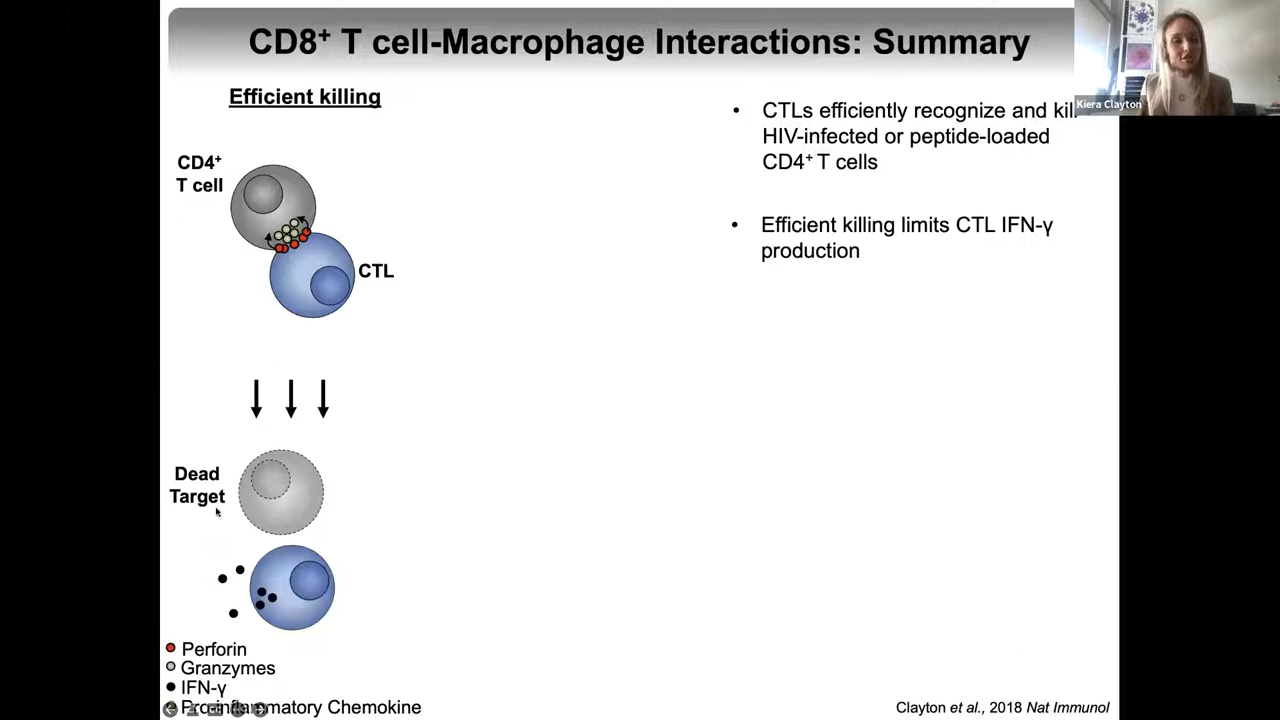 CD8⁺ T cell-Macrophage Interactions: Summary
Kiera Clayton
Efficient killing
CD4⁺
T cell
CTL
Dead
Target
Perforin
Granzymes
IFN-γ
Proinflammatory Chemokine
• CTLs efficiently recognize and kill
HIV-infected or peptide-loaded
CD4⁺ T cells
• Efficient killing limits CTL IFN-γ
production
Clayton et al., 2018 Nat Immunol